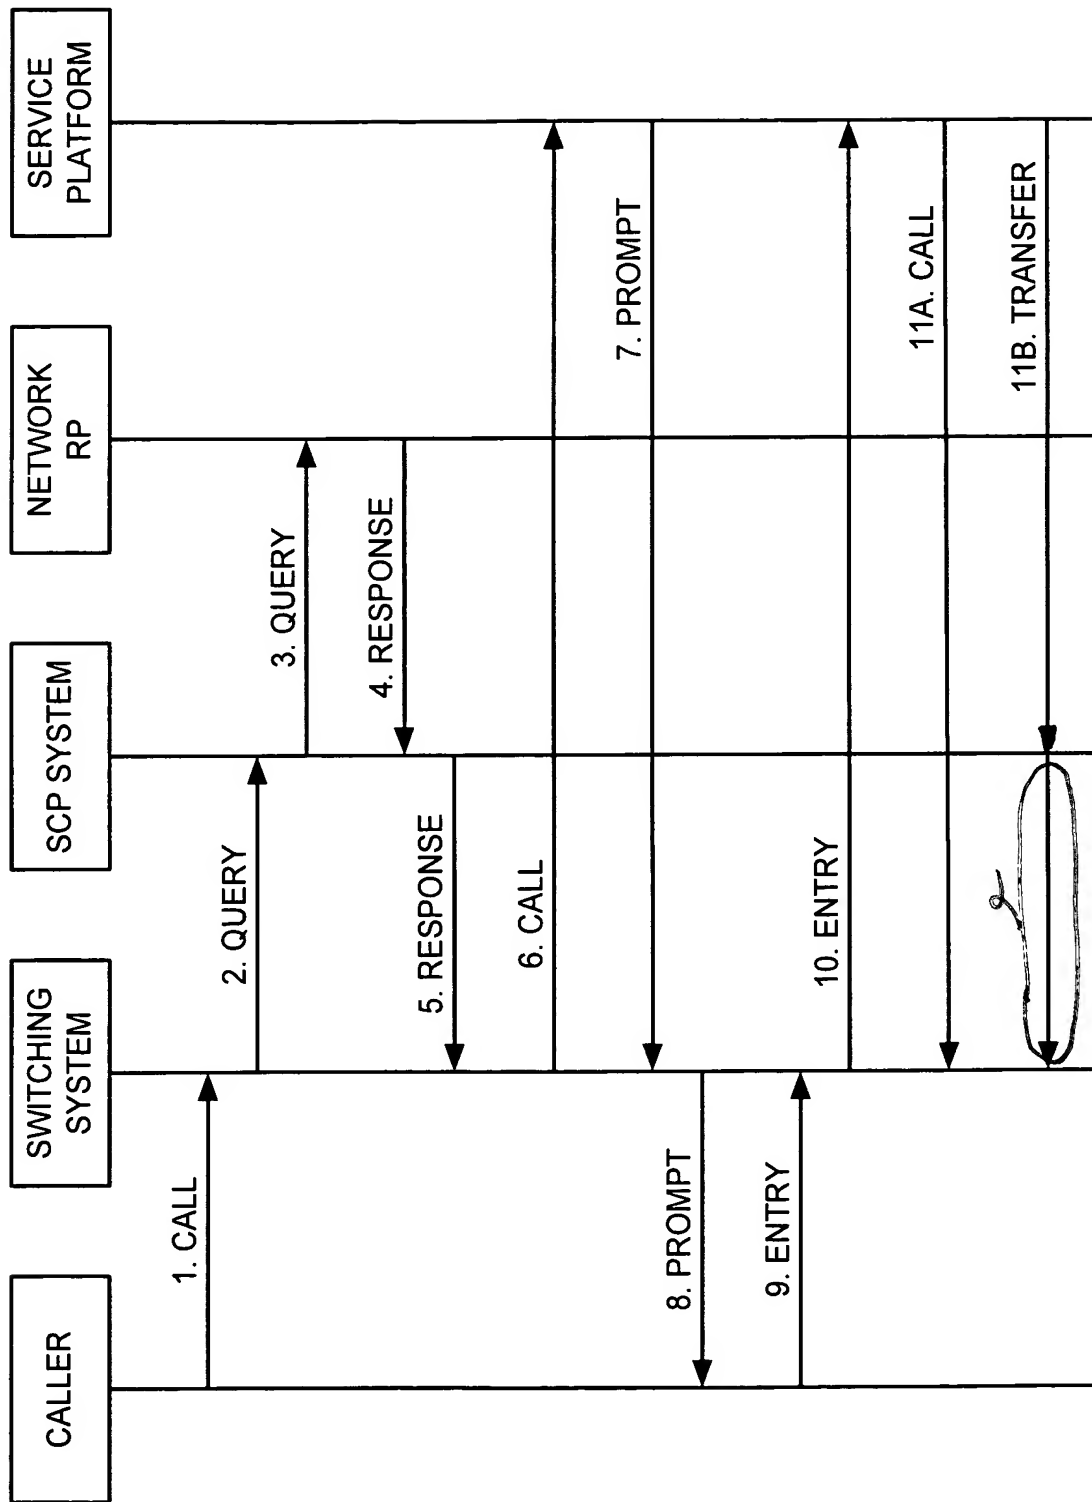 CALLER
SWITCHING
SYSTEM
SCP SYSTEM
NETWORK
RP
SERVICE
PLATFORM
1. CALL
2. QUERY
3. QUERY
4. RESPONSE
5. RESPONSE
6. CALL
7. PROMPT
8. PROMPT
9. ENTRY
10. ENTRY
11A. CALL
11B. TRANSFER